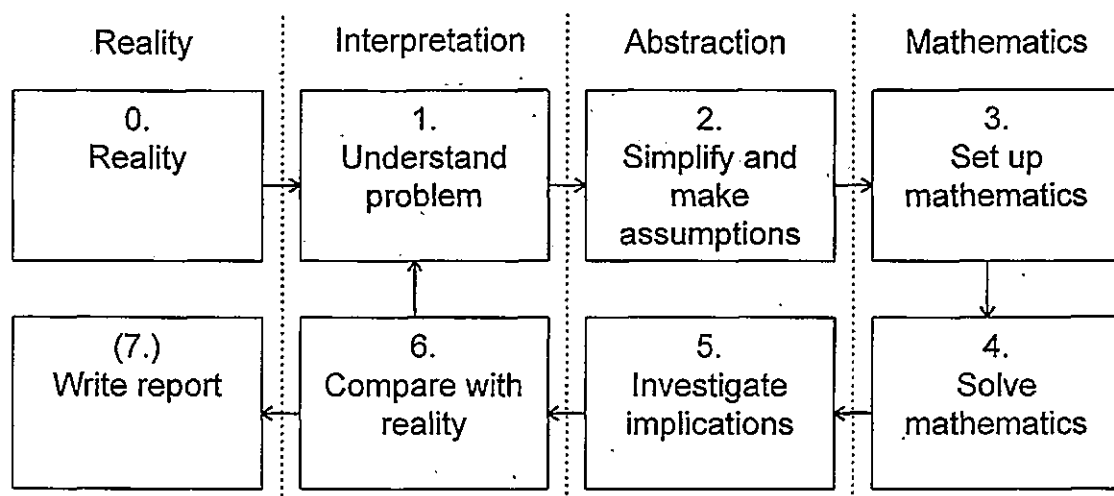 Reality
Interpretation
Abstraction
Mathematics
0.
Reality
1.
Understand
problem
2.
Simplify and
make
assumptions
3.
Set up
mathematics
(7.)
Write report
6.
Compare with
reality
5.
Investigate
implications
4.
Solve
mathematics